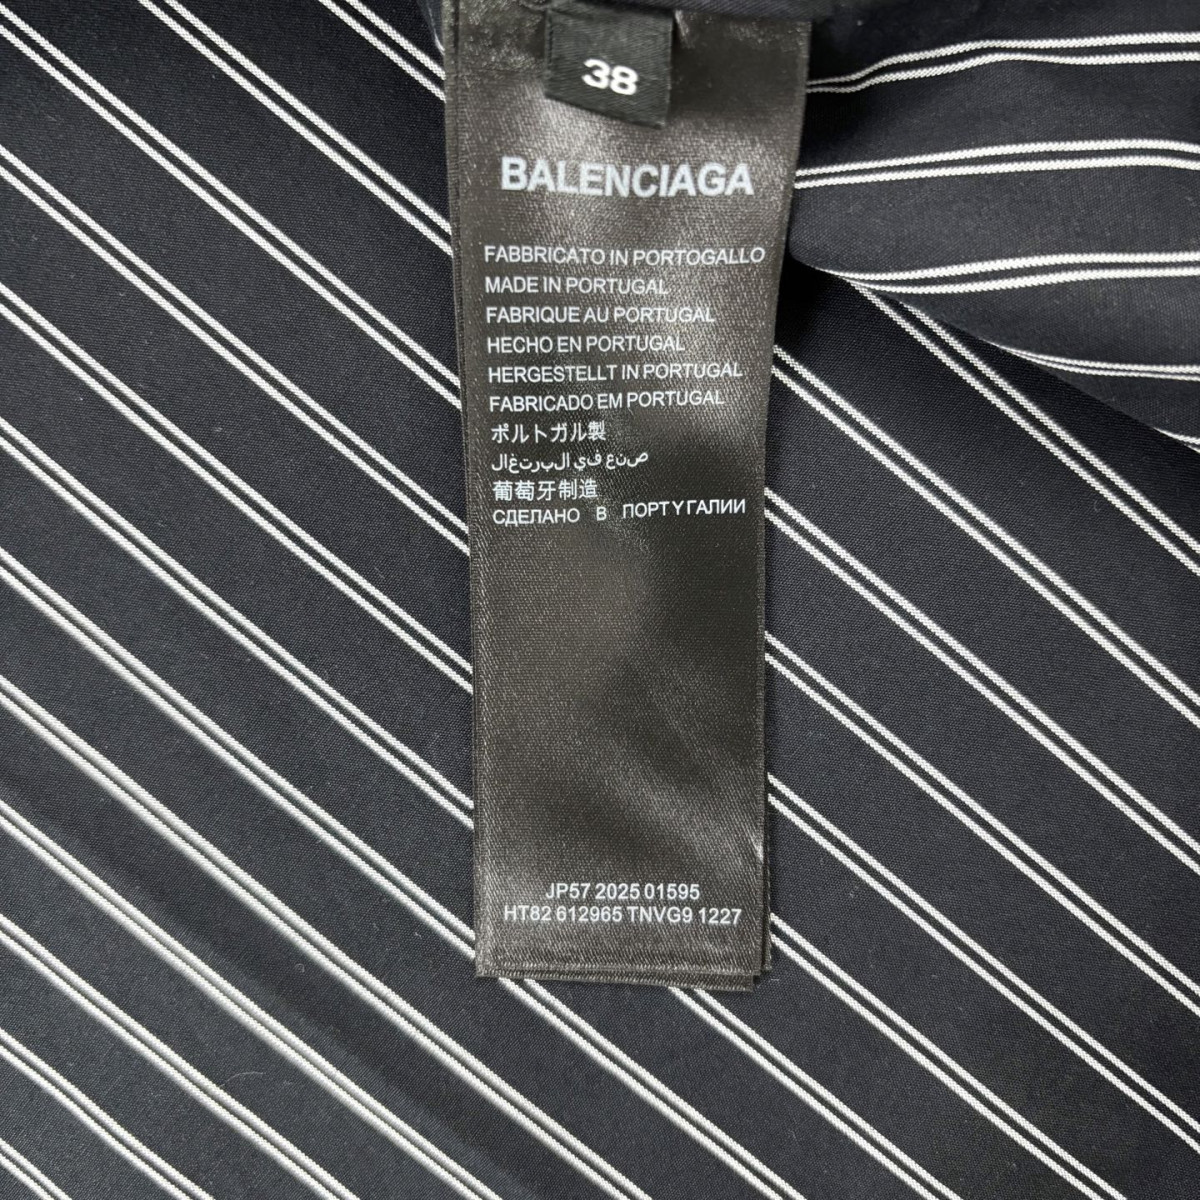 38
BALENCIAGA
FABBRICATO IN PORTOGALLO
MADE IN PORTUGAL
FABRIQUE AU PORTUGAL
HECHO EN PORTUGAL
HERGESTELLT IN PORTUGAL
FABRICADO EM PORTUGAL
ポルトガル製
صنع في البرتغال
葡萄牙制造
СДЕЛАНО В ПОРТУГАЛИИ
JP57 2025 01595
HT82 612965 TNVG9 1227